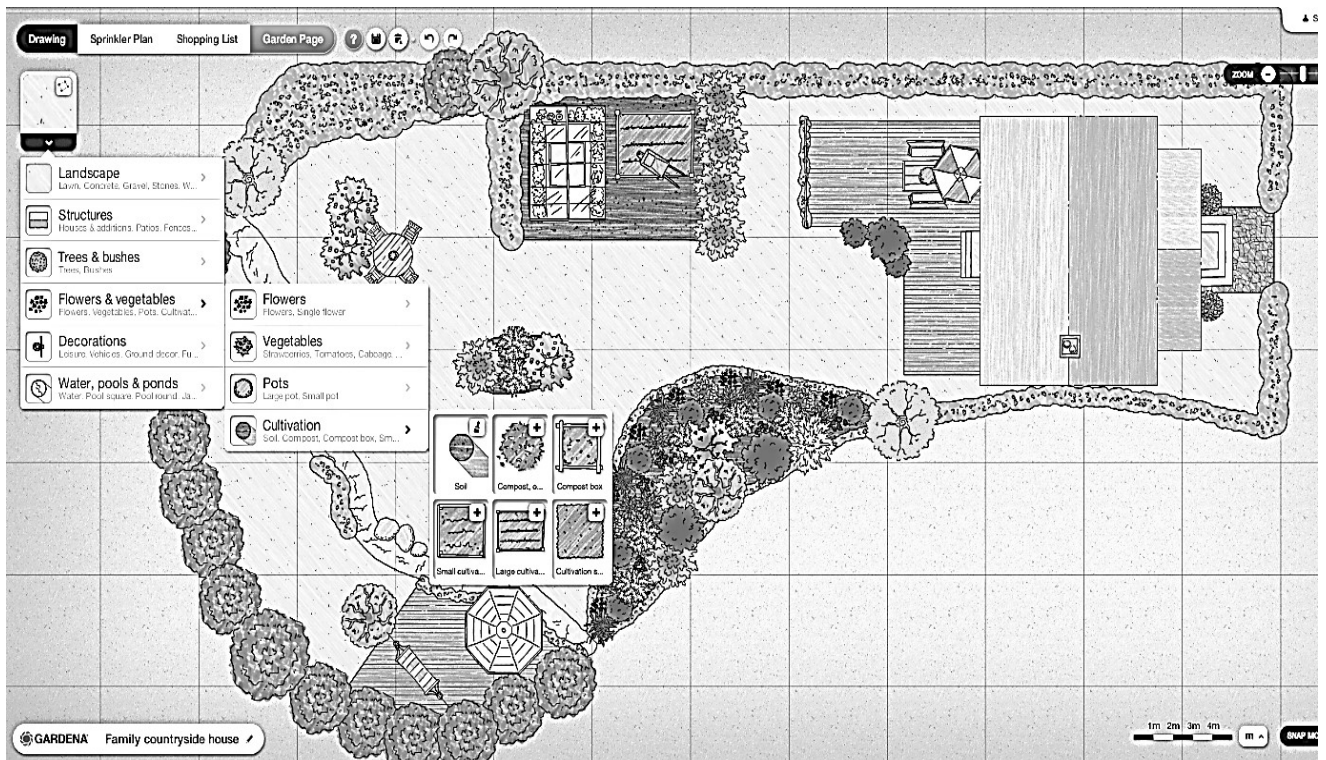 Drawing
Sprinkler Plan
Shopping List
Garden Page
?
S
ZOOM
Landscape
Lawn, Concrete, Gravel, Stones, W...
Structures
Houses & additions, Patios, Fences...
Trees & bushes
Trees, Bushes
Flowers & vegetables
Flowers, Vegetables, Pots, Cultivat...
Decorations
Leisure, Vehicles, Ground decor, Fu...
Water, pools & ponds
Water, Pool square, Pool round, Ja...
Flowers
Flowers, Single flower
Vegetables
Strawberries, Tomatoes, Cabbage, ...
Pots
Large pot, Small pot
Cultivation
Soil, Compost, Compost box, Sm...
Soil
Compost, o...
Compost box
Small cultiva...
Large cultiva...
Cultivation s...
GARDENA
Family countryside house
1m 2m 3m 4m
m
SNAP MO